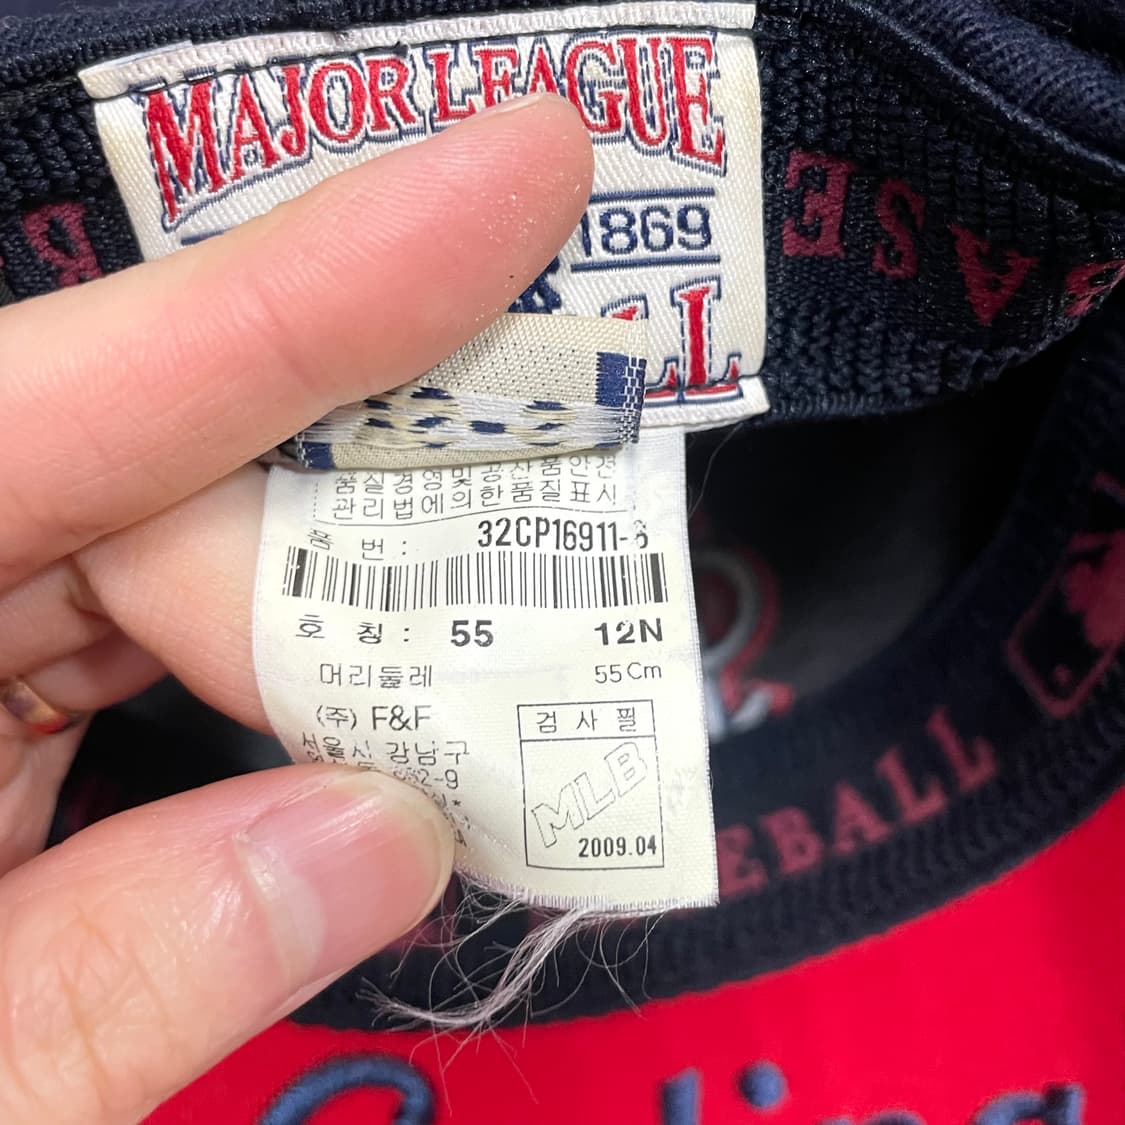 MAJOR LEAGUE
1869
BASE
EBALL
품질경영및공산품안전
관리법에의한품질표시
품 번 : 32CP16911-3
호 칭 : 55 12N
머리둘레 55Cm
(주) F&F
서울시 강남구
검 사 필
MLB
2009.04